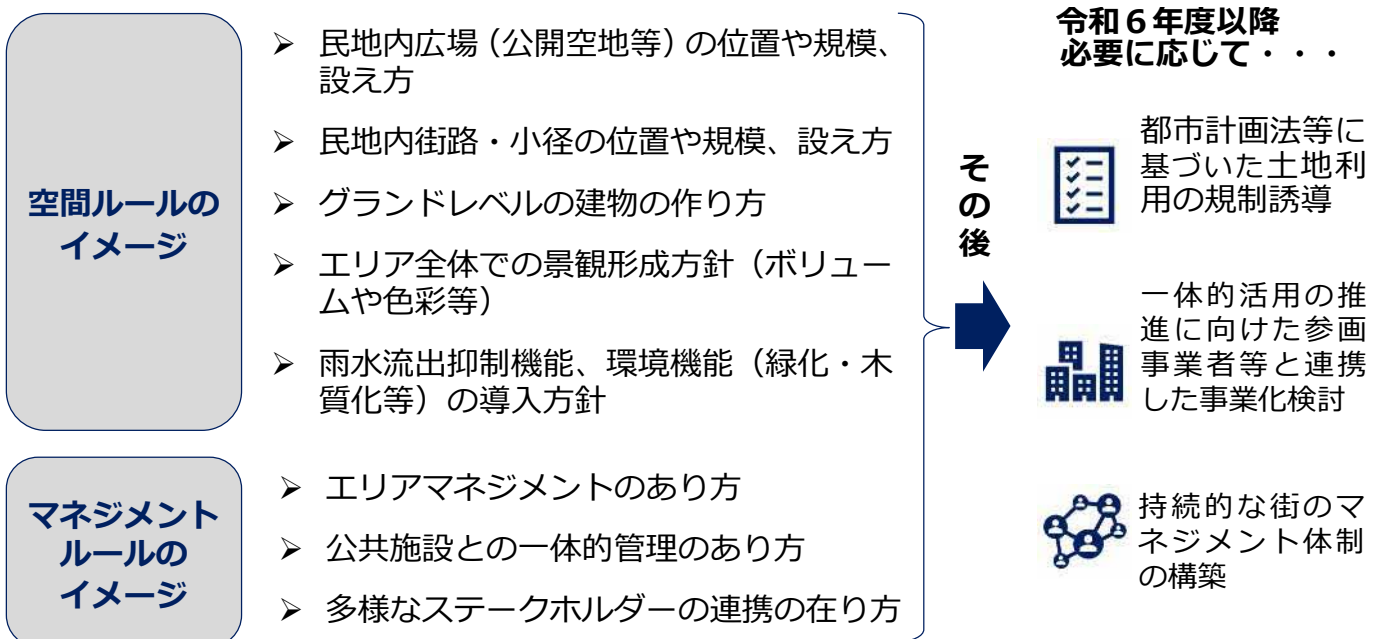 空間ルールの
イメージ
➢ 民地内広場（公開空地等）の位置や規模、
設え方
➢ 民地内街路・小径の位置や規模、設え方
➢ グランドレベルの建物の作り方
➢ エリア全体での景観形成方針（ボリュー
ムや色彩等）
➢ 雨水流出抑制機能、環境機能（緑化・木
質化等）の導入方針
マネジメント
ルールの
イメージ
➢ エリアマネジメントのあり方
➢ 公共施設との一体的管理のあり方
➢ 多様なステークホルダーの連携の在り方
その後
令和６年度以降
必要に応じて・・・
都市計画法等に
基づいた土地利
用の規制誘導
一体的活用の推
進に向けた参画
事業者等と連携
した事業化検討
持続的な街のマ
ネジメント体制
の構築